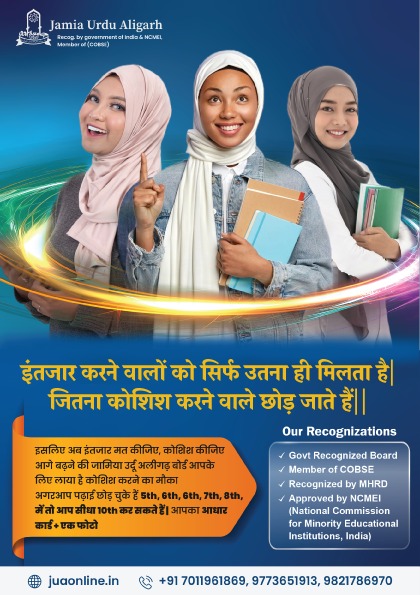 Jamia Urdu Aligarh
Recog. by government of India & NCMEI,
Member of (COBSE)
इंतजार करने वालों को सिर्फ उतना ही मिलता है|
जितना कोशिश करने वाले छोड़ जाते हैं||
इसलिए अब इंतजार मत कीजिए, कोशिश कीजिए
आगे बढ़ने की जामिया उर्दू अलीगढ़ बोर्ड आपके
लिए लाया है कोशिश करने का मौका
अगरआप पढ़ाई छोड़ चुके हैं 5th, 6th, 6th, 7th, 8th,
में तो आप सीधा 10th कर सकते हैं| आपका आधार
कार्ड + एक फोटो
Our Recognizations
✓ Govt Recognized Board
✓ Member of COBSE
✓ Recognized by MHRD
✓ Approved by NCMEI
(National Commission
for Minority Educational
Institutions, India)
juaonline.in
+91 7011961869, 9773651913, 9821786970